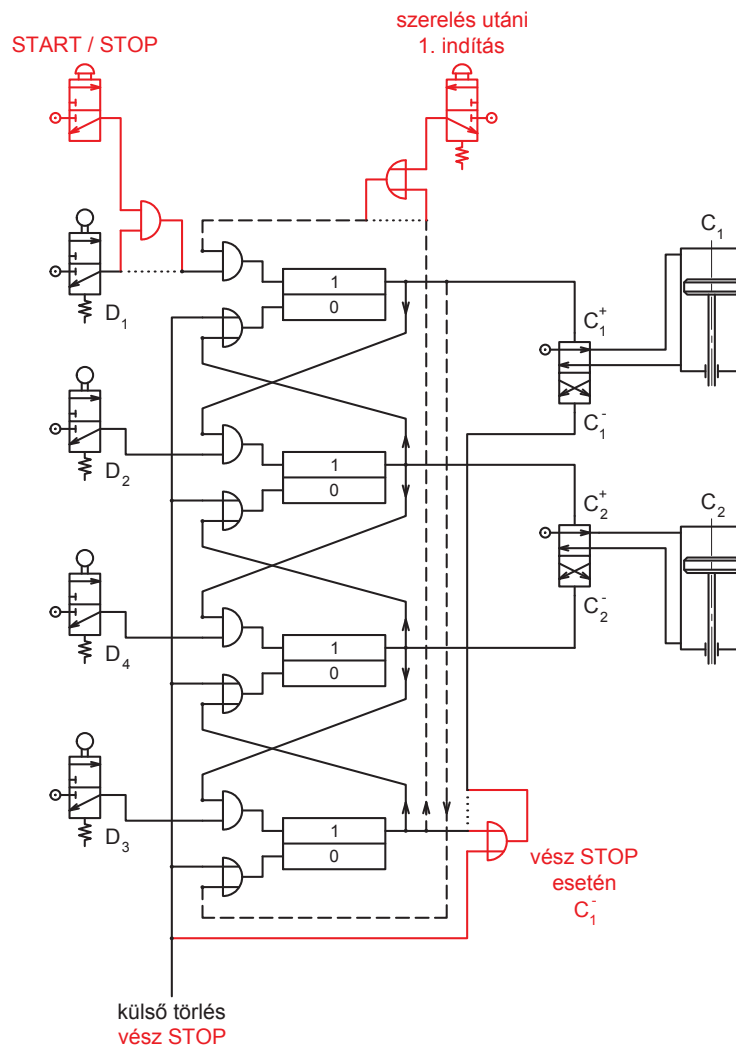 szerelés utáni
1. indítás
START / STOP
D1
C1
1
0
C1+
C1-
D2
1
0
C2+
C2-
C2
D4
1
0
D3
1
0
vész STOP
esetén
C1-
külső törlés
vész STOP